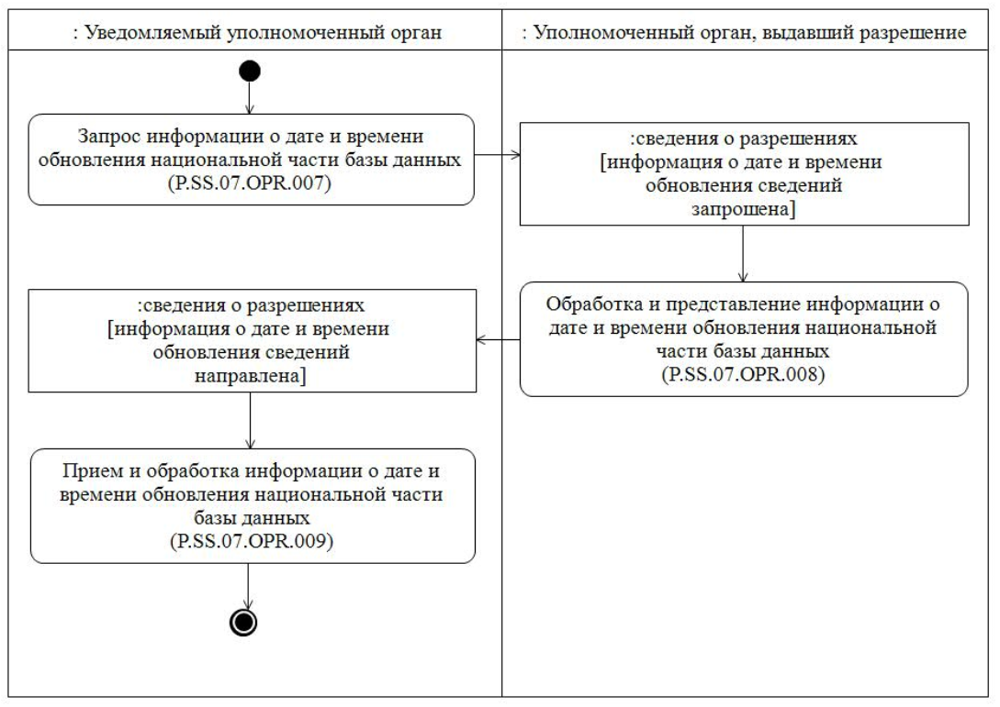 : Уведомляемый уполномоченный орган
: Уполномоченный орган, выдавший разрешение
Запрос информации о дате и времени
обновления национальной части базы данных
(P.SS.07.OPR.007)
:сведения о разрешениях
[информация о дате и времени
обновления сведений
запрошена]
:сведения о разрешениях
[информация о дате и времени
обновления сведений
направлена]
Обработка и представление информации о
дате и времени обновления национальной
части базы данных
(P.SS.07.OPR.008)
Прием и обработка информации о дате и
времени обновления национальной части
базы данных
(P.SS.07.OPR.009)